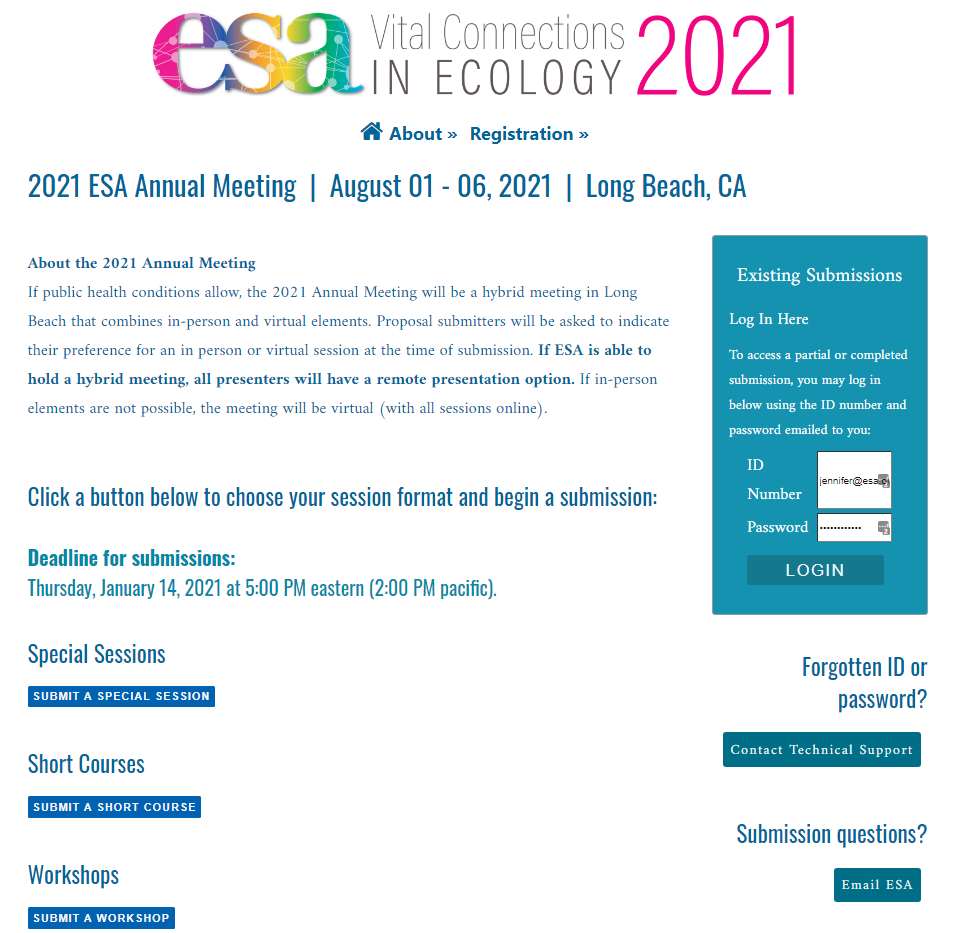 esa Vital Connections IN ECOLOGY 2021
About » Registration »
2021 ESA Annual Meeting | August 01 - 06, 2021 | Long Beach, CA
About the 2021 Annual Meeting
If public health conditions allow, the 2021 Annual Meeting will be a hybrid meeting in Long
Beach that combines in-person and virtual elements. Proposal submitters will be asked to indicate
their preference for an in person or virtual session at the time of submission. If ESA is able to
hold a hybrid meeting, all presenters will have a remote presentation option. If in-person
elements are not possible, the meeting will be virtual (with all sessions online).
Click a button below to choose your session format and begin a submission:
Deadline for submissions:
Thursday, January 14, 2021 at 5:00 PM eastern (2:00 PM pacific).
Special Sessions
SUBMIT A SPECIAL SESSION
Short Courses
SUBMIT A SHORT COURSE
Workshops
SUBMIT A WORKSHOP
Existing Submissions
Log In Here
To access a partial or completed
submission, you may log in
below using the ID number and
password emailed to you:
ID
Number
Password
LOGIN
Forgotten ID or
password?
Contact Technical Support
Submission questions?
Email ESA